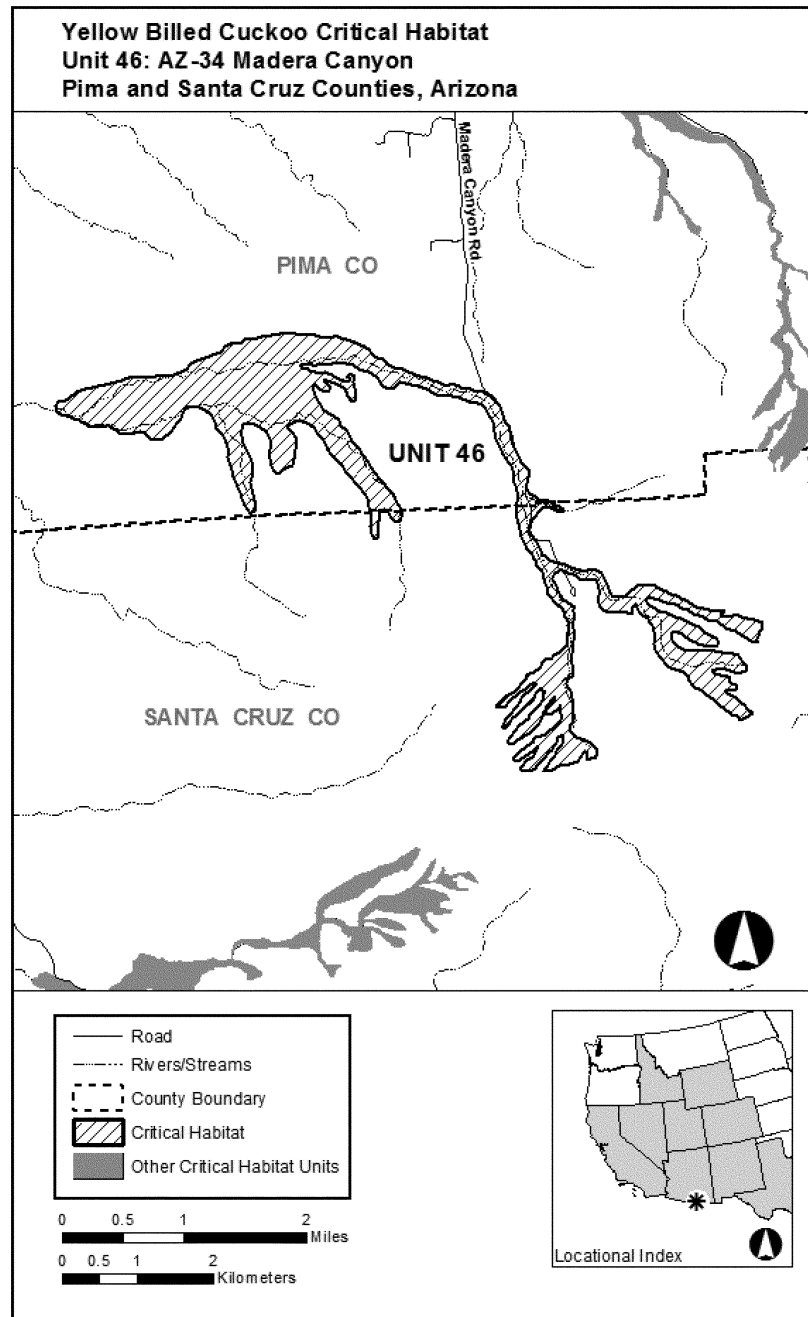 Yellow Billed Cuckoo Critical Habitat
Unit 46: AZ-34 Madera Canyon
Pima and Santa Cruz Counties, Arizona
Madera Canyon Rd
PIMA CO
UNIT 46
SANTA CRUZ CO
Road
Rivers/Streams
County Boundary
Critical Habitat
Other Critical Habitat Units
0 0.5 1 2
Miles
0 0.5 1 2
Kilometers
Locational Index